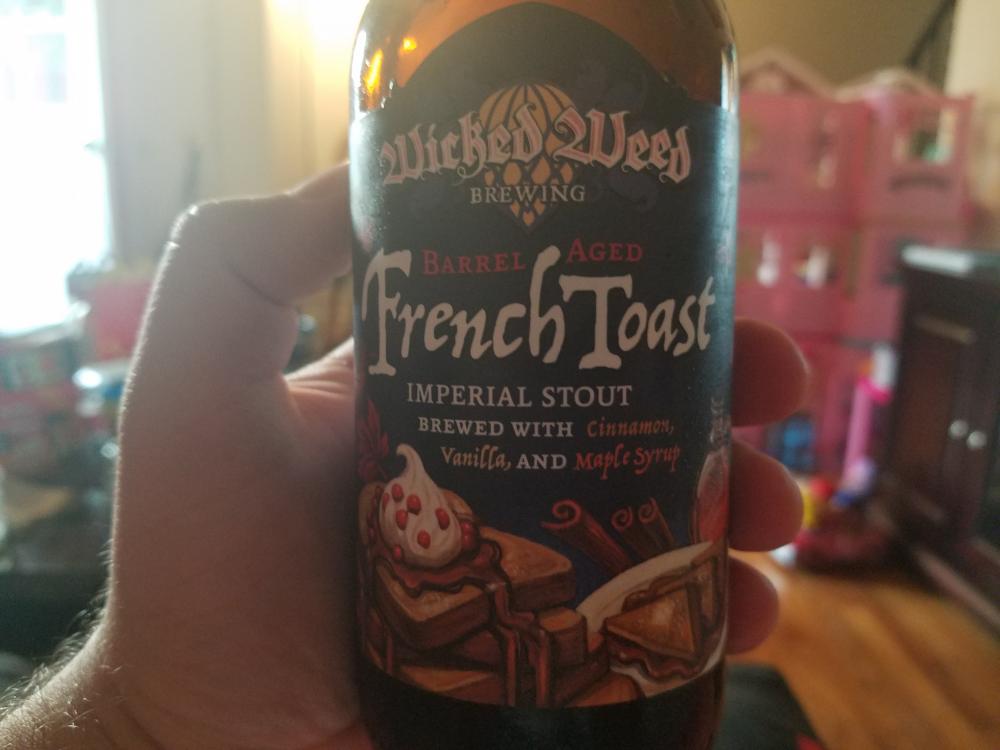 Wicked Weed
BREWING
BARREL AGED
French Toast
IMPERIAL STOUT
BREWED WITH Cinnamon,
Vanilla, AND Maple Syrup